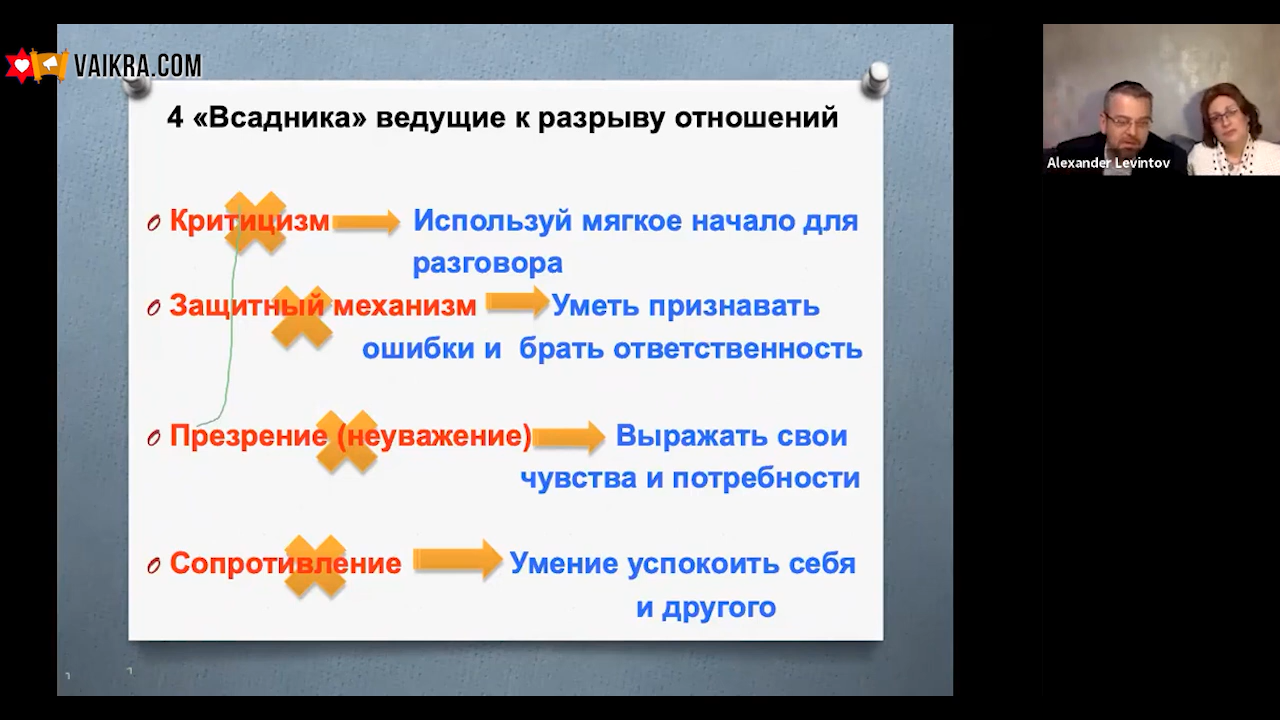 VAIKRA.COM
4 «Всадника» ведущие к разрыву отношений
Критицизм Используй мягкое начало для
разговора
Защитный механизм Уметь признавать
ошибки и брать ответственность
Презрение (неуважение) Выражать свои
чувства и потребности
Сопротивление Умение успокоить себя
и другого
Alexander Levintov